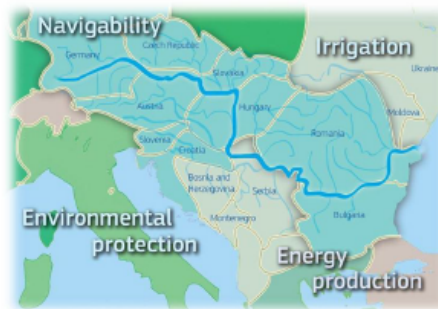 Navigability
Irrigation
Czech Republic
Germany
Slovakia
Ukraine
Austria
Hungary
Moldova
Slovenia
Romania
Croatia
Bosnia and
Herzegovina
Serbia
Montenegro
Bulgaria
Environmental
protection
Energy
production